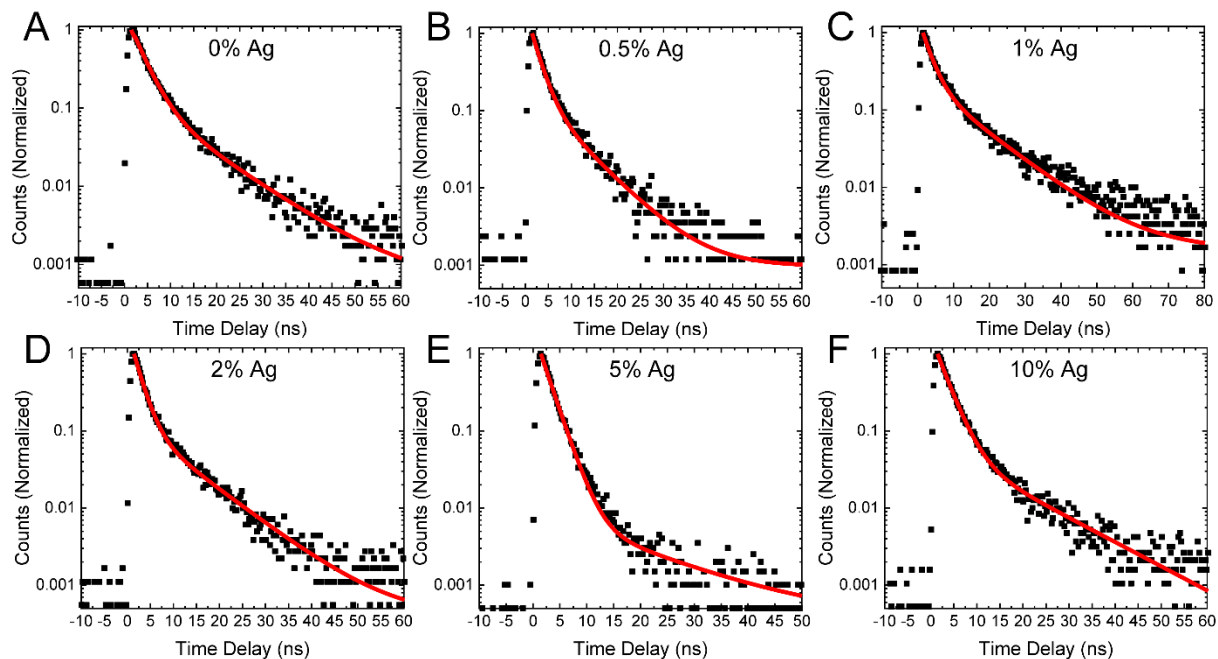 A
0% Ag
Counts (Normalized)
1
0.1
0.01
0.001
-10 -5 0 5 10 15 20 25 30 35 40 45 50 55 60
Time Delay (ns)
B
0.5% Ag
Counts (Normalized)
1
0.1
0.01
0.001
-10 -5 0 5 10 15 20 25 30 35 40 45 50 55 60
Time Delay (ns)
C
1% Ag
Counts (Normalized)
1
0.1
0.01
0.001
-10 0 10 20 30 40 50 60 70 80
Time Delay (ns)
D
2% Ag
Counts (Normalized)
1
0.1
0.01
0.001
-10 -5 0 5 10 15 20 25 30 35 40 45 50 55 60
Time Delay (ns)
E
5% Ag
Counts (Normalized)
1
0.1
0.01
0.001
-10 -5 0 5 10 15 20 25 30 35 40 45 50
Time Delay (ns)
F
10% Ag
Counts (Normalized)
1
0.1
0.01
0.001
-10 -5 0 5 10 15 20 25 30 35 40 45 50 55 60
Time Delay (ns)